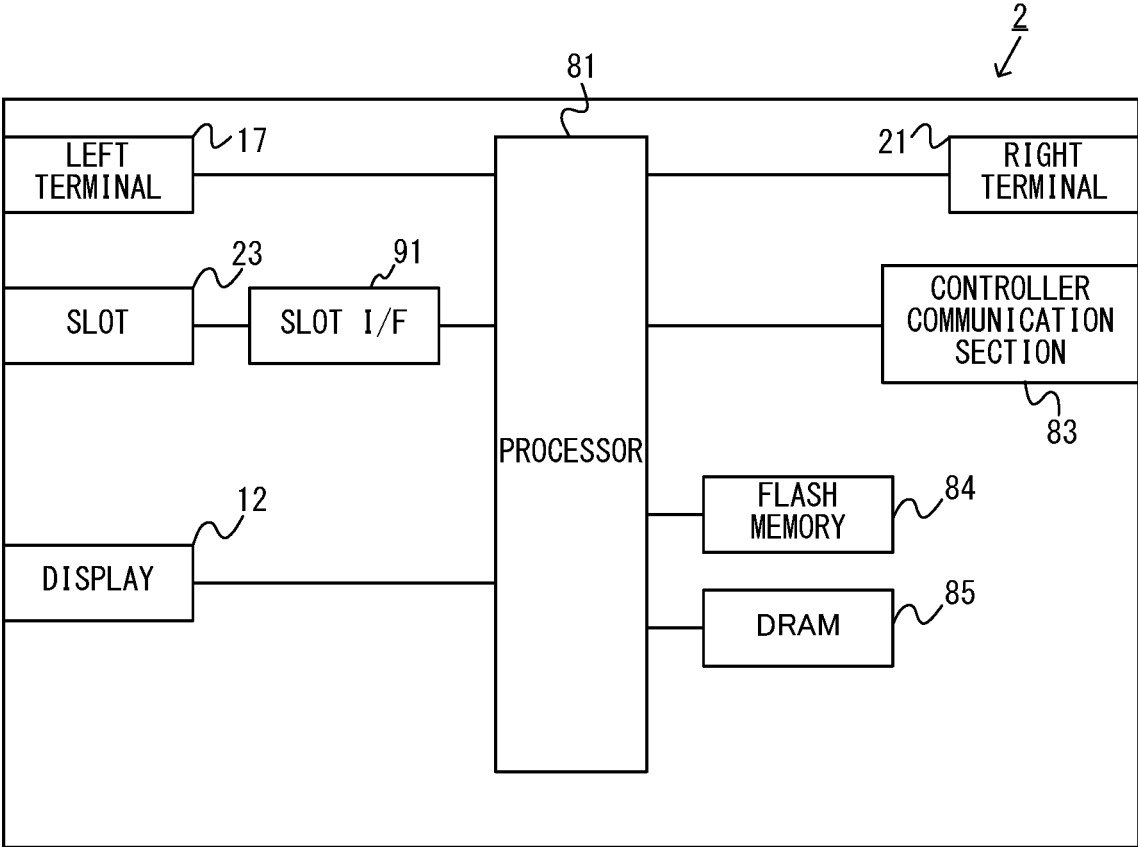 2
81
17
LEFT
TERMINAL
21
RIGHT
TERMINAL
23
SLOT
91
SLOT I/F
CONTROLLER
COMMUNICATION
SECTION
83
PROCESSOR
FLASH
MEMORY
84
12
DISPLAY
DRAM
85